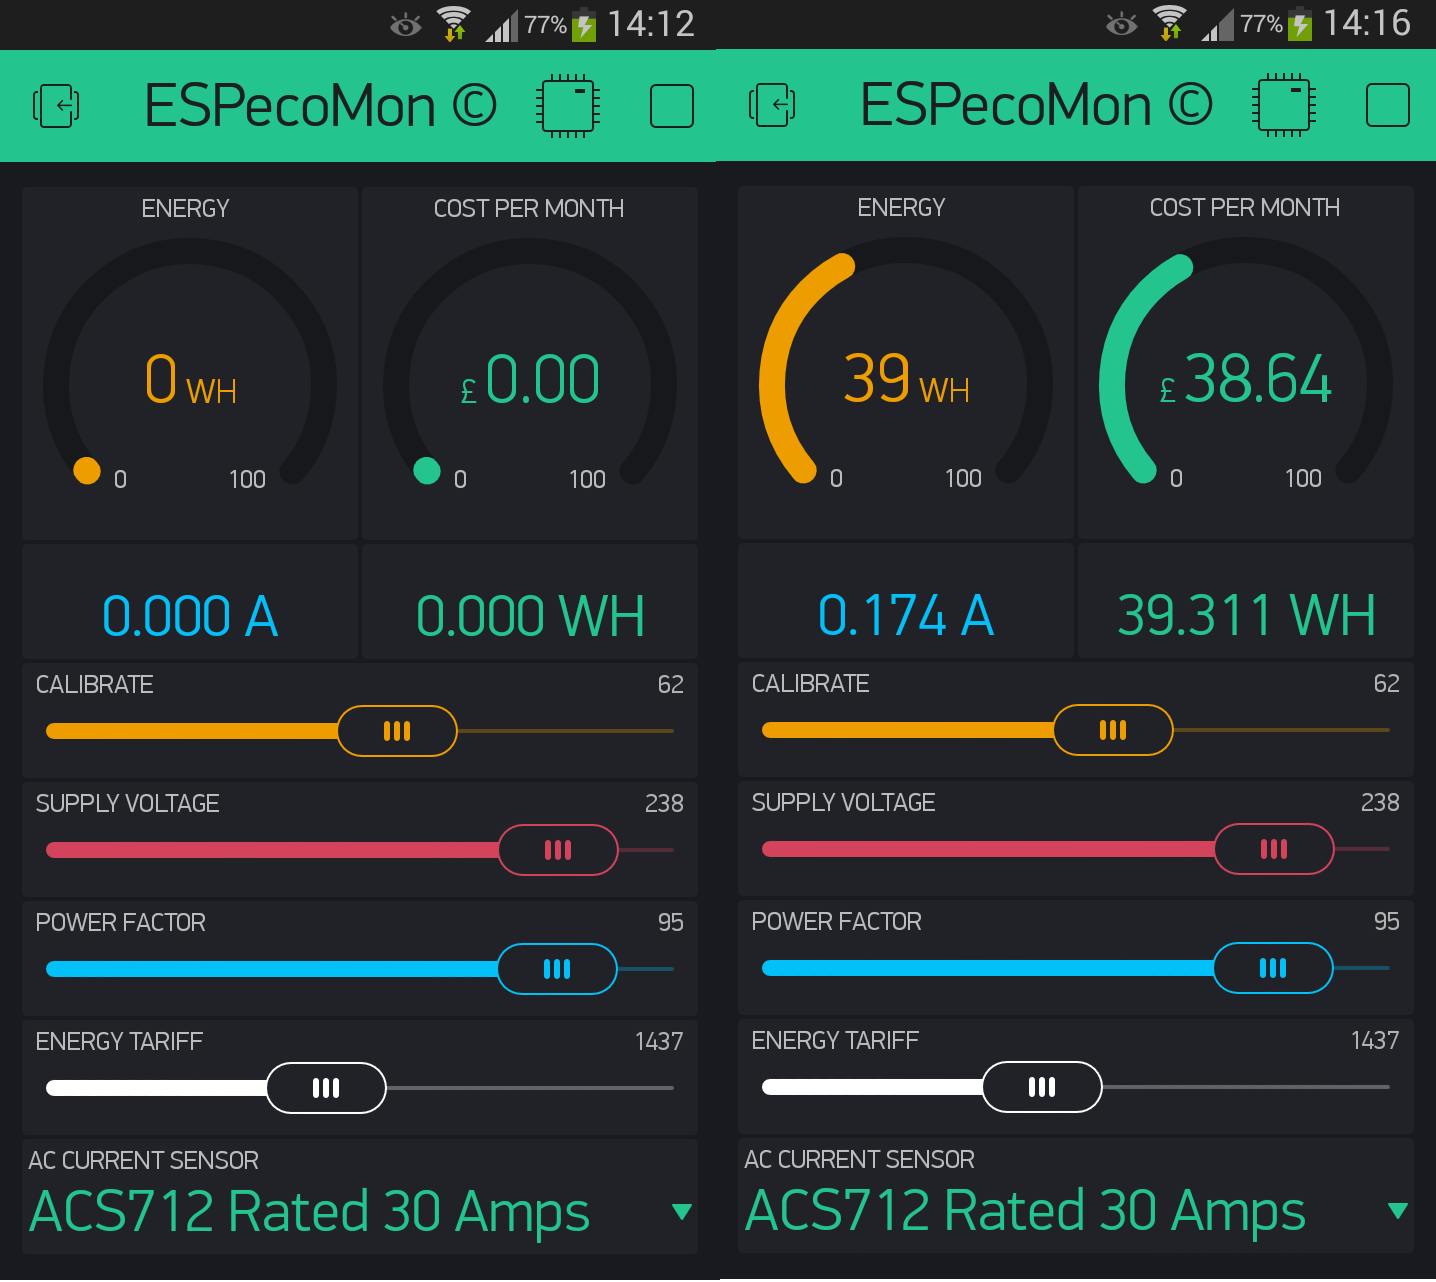 77% 14:12
ESPecoMon ©
ENERGY
COST PER MONTH
0 WH
£ 0.00
0 100
0 100
0.000 A
0.000 WH
CALIBRATE 62
SUPPLY VOLTAGE 238
POWER FACTOR 95
ENERGY TARIFF 1437
AC CURRENT SENSOR
ACS712 Rated 30 Amps
77% 14:16
ESPecoMon ©
ENERGY
COST PER MONTH
39 WH
£ 38.64
0 100
0 100
0.174 A
39.311 WH
CALIBRATE 62
SUPPLY VOLTAGE 238
POWER FACTOR 95
ENERGY TARIFF 1437
AC CURRENT SENSOR
ACS712 Rated 30 Amps